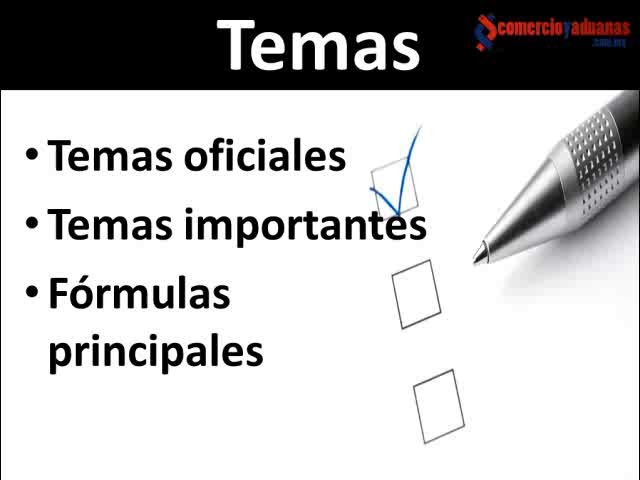 Temas
comercioyaduanas
.com.mx
• Temas oficiales
• Temas importantes
• Fórmulas
principales